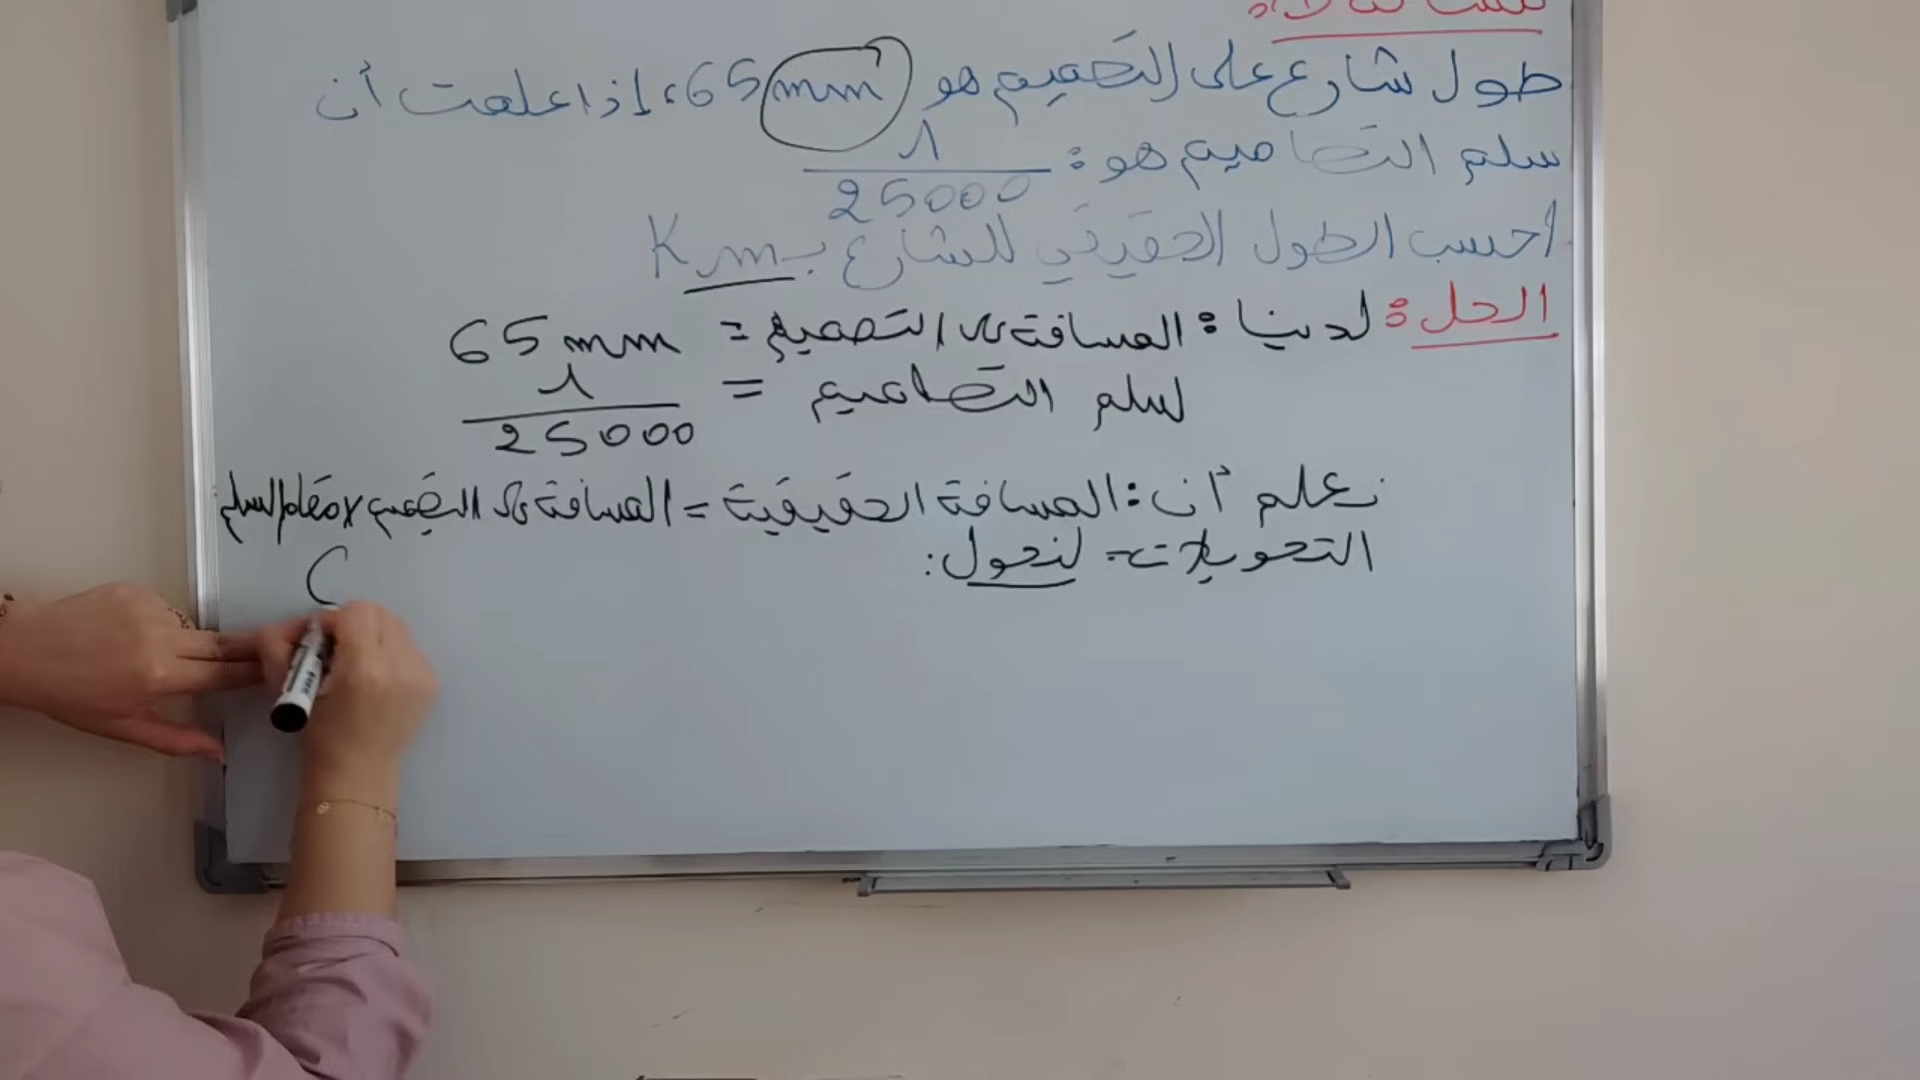 طول شارع على التصميم هو 65mm، إذا علمت أن
سلم التصاميم هو: 1/25000
احسب الطول الحقيقي للشارع بـ Km
الحل: لدينا: المسافة على التصميم = 65mm
سلم التصاميم = 1/25000
نعلم أن: المسافة الحقيقية = المسافة على التصميم x مقام السلم
التحويلات لنحول: